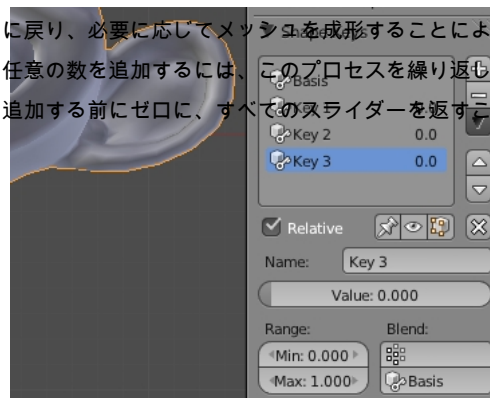 に戻り、必要に応じてメッシュを成形することによ
任意の数を追加するには、このプロセスを繰り返し
Basis
追加する前にゼロに、すべてのスライダーを返すこ
Key 2 0.0
Key 3 0.0
Relative
Name: Key 3
Value: 0.000
Range: Blend:
Min: 0.000
Max: 1.000 Basis